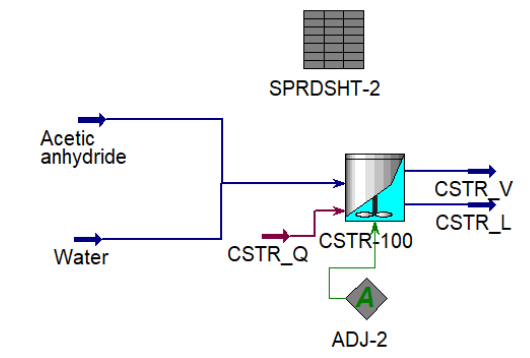 SPRDSHT-2
Acetic
anhydride
CSTR_V
CSTR_L
Water
CSTR_Q
CSTR-100
A
ADJ-2